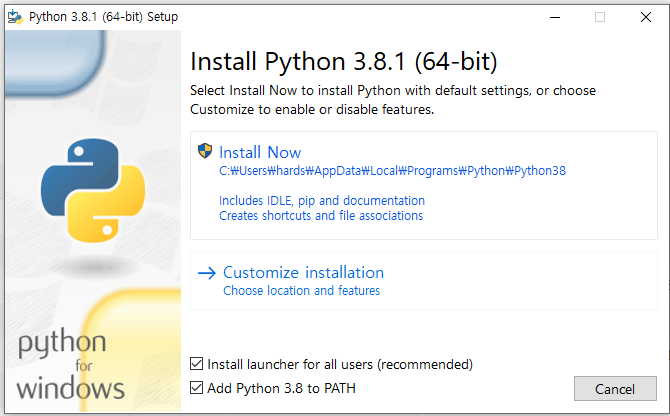 Python 3.8.1 (64-bit) Setup
Install Python 3.8.1 (64-bit)
Select Install Now to install Python with default settings, or choose
Customize to enable or disable features.
Install Now
C:₩Users₩hards₩AppData₩Local₩Programs₩Python₩Python38
Includes IDLE, pip and documentation
Creates shortcuts and file associations
Customize installation
Choose location and features
python
for
windows
Install launcher for all users (recommended)
Add Python 3.8 to PATH
Cancel